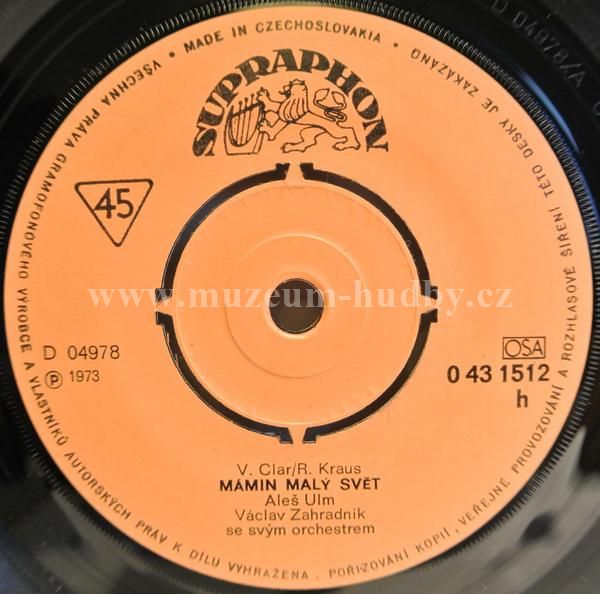 VŠECHNA PRÁVA GRAMOFONOVÉHO VÝROBCE A VLASTNÍKŮ AUTORSKÝCH PRÁV K DÍLU VYHRAŽENA. POŘIZOVÁNÍ KOPIÍ, VEŘEJNÉ PROVOZOVÁNÍ A ROZHLASOVÉ ŠÍŘENÍ TÉTO DESKY JE ZAKÁZÁNO • MADE IN CZECHOSLOVAKIA •
D 04978/A
SUPRAPHON
45
www.muzeum-hudby.cz
D 04978
℗ 1973
OSA
0 43 1512
h
V. Clar/R. Kraus
MÁMIN MALÝ SVĚT
Aleš Ulm
Václav Zahradník
se svým orchestrem